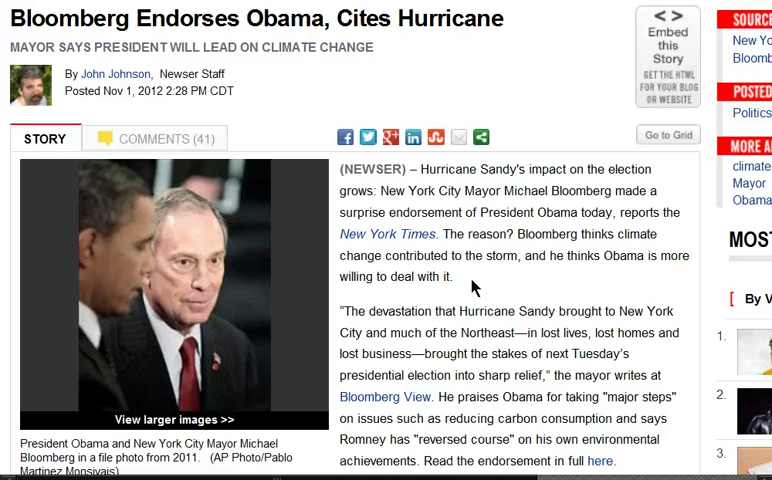 Bloomberg Endorses Obama, Cites Hurricane
MAYOR SAYS PRESIDENT WILL LEAD ON CLIMATE CHANGE
By John Johnson, Newser Staff
Posted Nov 1, 2012 2:28 PM CDT
< >
Embed
this
Story
GET THE HTML
FOR YOUR BLOG
OR WEBSITE
STORY
COMMENTS (41)
Go to Grid
(NEWSER) – Hurricane Sandy's impact on the election
grows: New York City Mayor Michael Bloomberg made a
surprise endorsement of President Obama today, reports the
New York Times. The reason? Bloomberg thinks climate
change contributed to the storm, and he thinks Obama is more
willing to deal with it.
“The devastation that Hurricane Sandy brought to New York
City and much of the Northeast—in lost lives, lost homes and
lost business—brought the stakes of next Tuesday’s
presidential election into sharp relief,” the mayor writes at
Bloomberg View. He praises Obama for taking "major steps"
on issues such as reducing carbon consumption and says
Romney has "reversed course" on his own environmental
achievements. Read the endorsement in full here.
View larger images >>
President Obama and New York City Mayor Michael
Bloomberg in a file photo from 2011. (AP Photo/Pablo
Martinez Monsivais)
SOURC
New Yo
Bloomb
POSTED
Politics
MORE A
climate
Mayor
Obama
MOS
[ By V
1.
2.
3.